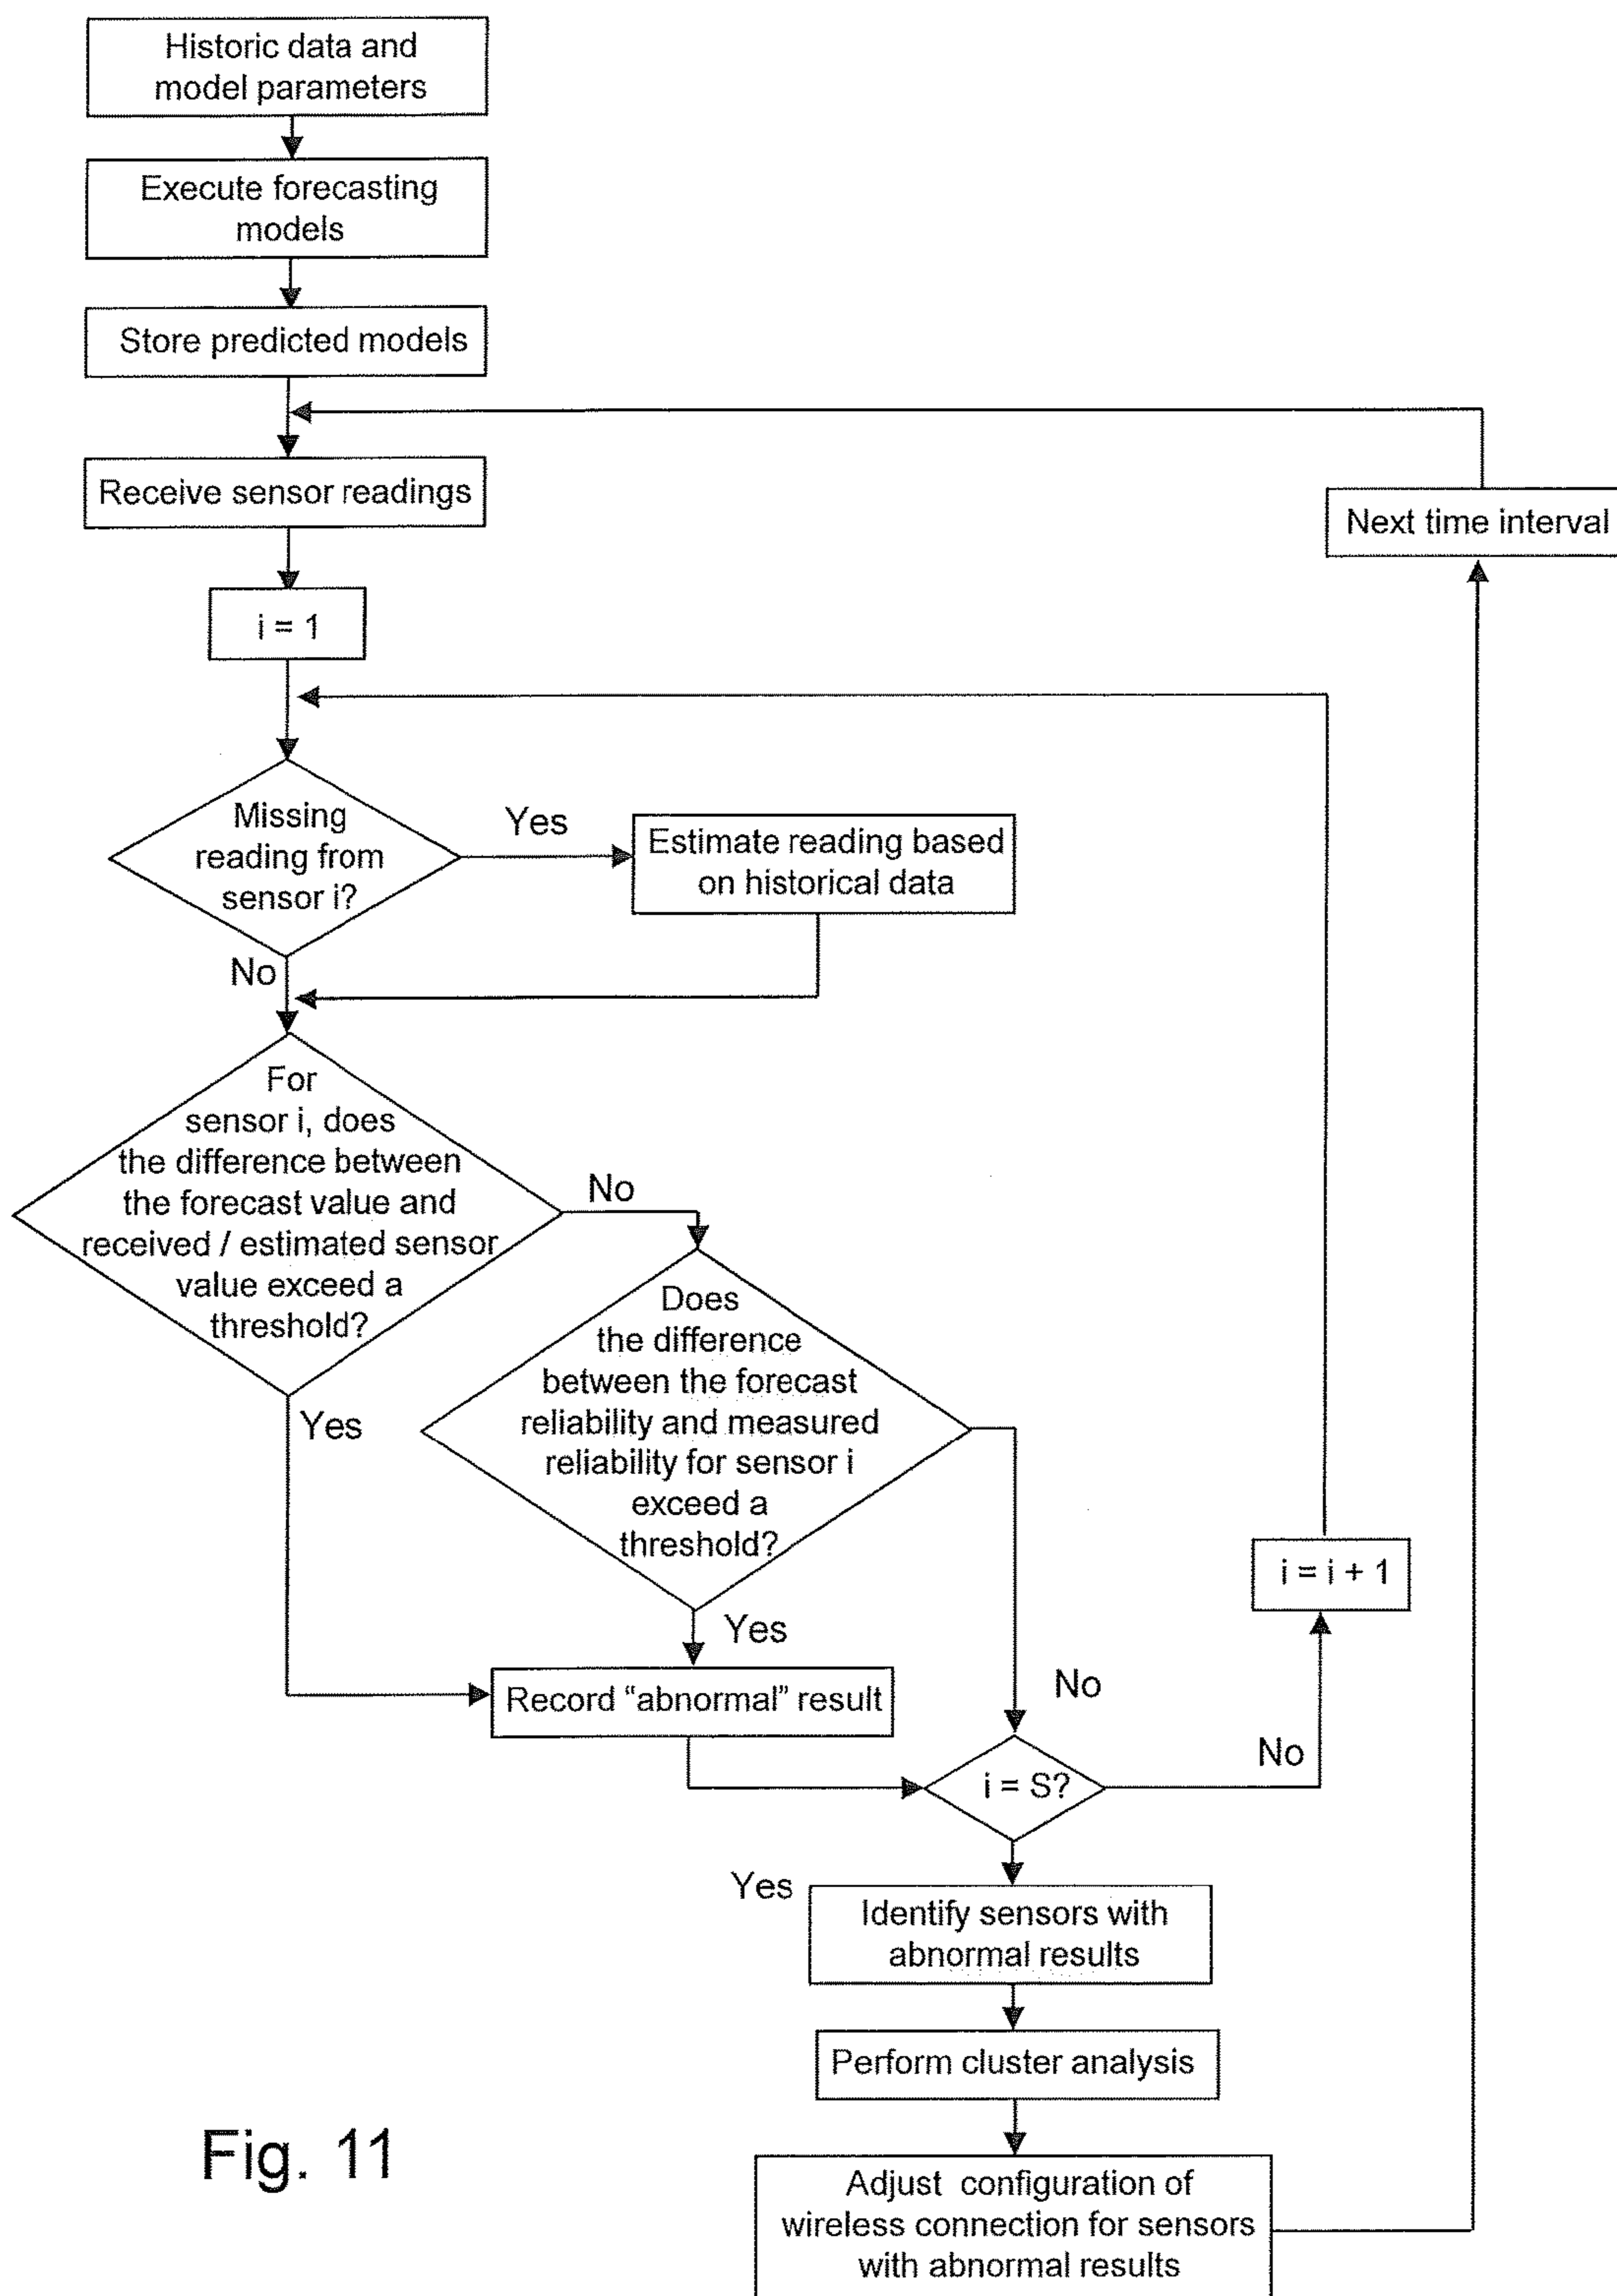 Historic data and
model parameters
Execute forecasting
models
Store predicted models
Receive sensor readings
Next time interval
i = 1
Missing
reading from
sensor i?
Yes
Estimate reading based
on historical data
No
For
sensor i, does
the difference between
the forecast value and
received / estimated sensor
value exceed a
threshold?
No
Yes
Does
the difference
between the forecast
reliability and measured
reliability for sensor i
exceed a
threshold?
i = i + 1
Yes
No
Record “abnormal” result
i = S?
No
Yes
Identify sensors with
abnormal results
Perform cluster analysis
Adjust configuration of
wireless connection for sensors
with abnormal results
Fig. 11